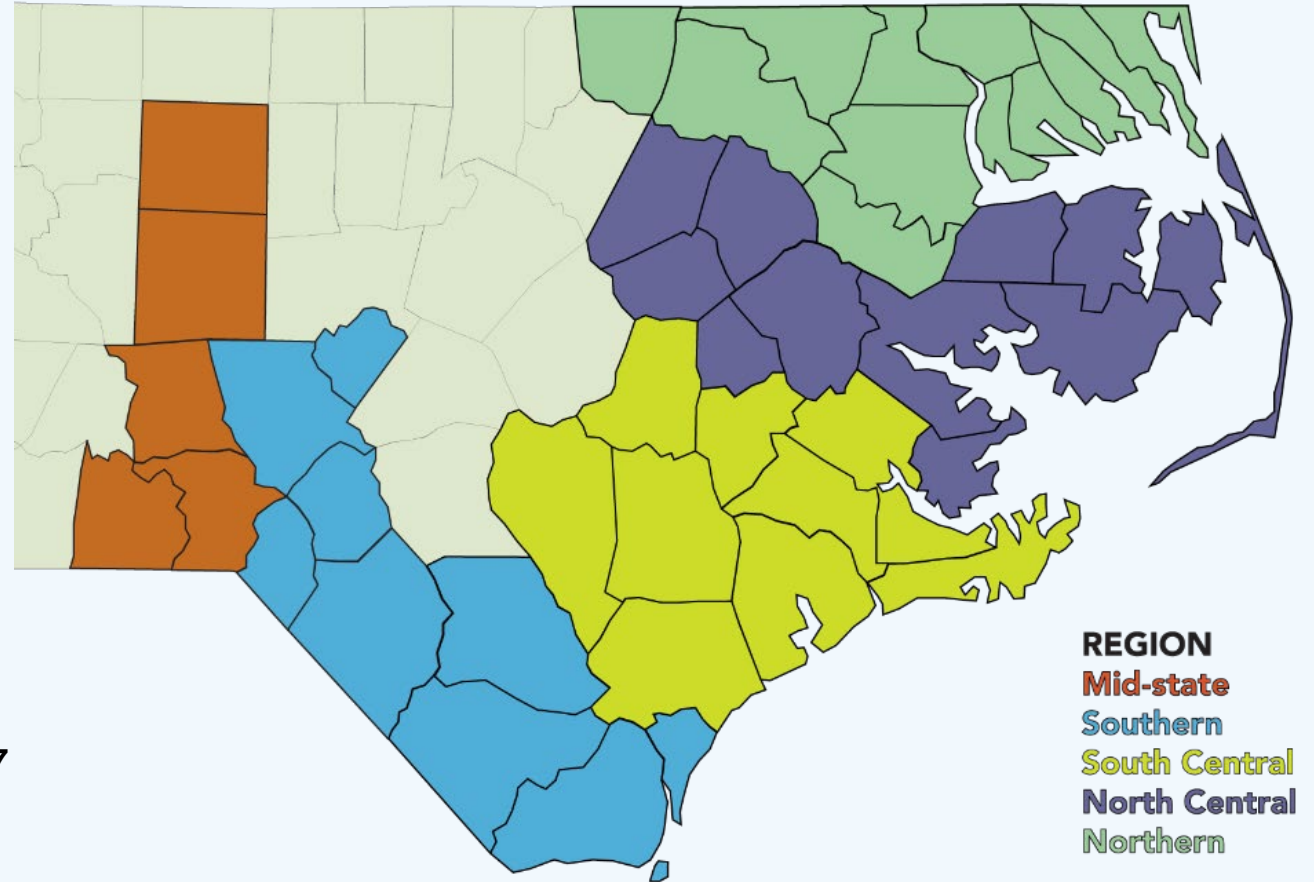 REGION
Mid-state
Southern
South Central
North Central
Northern